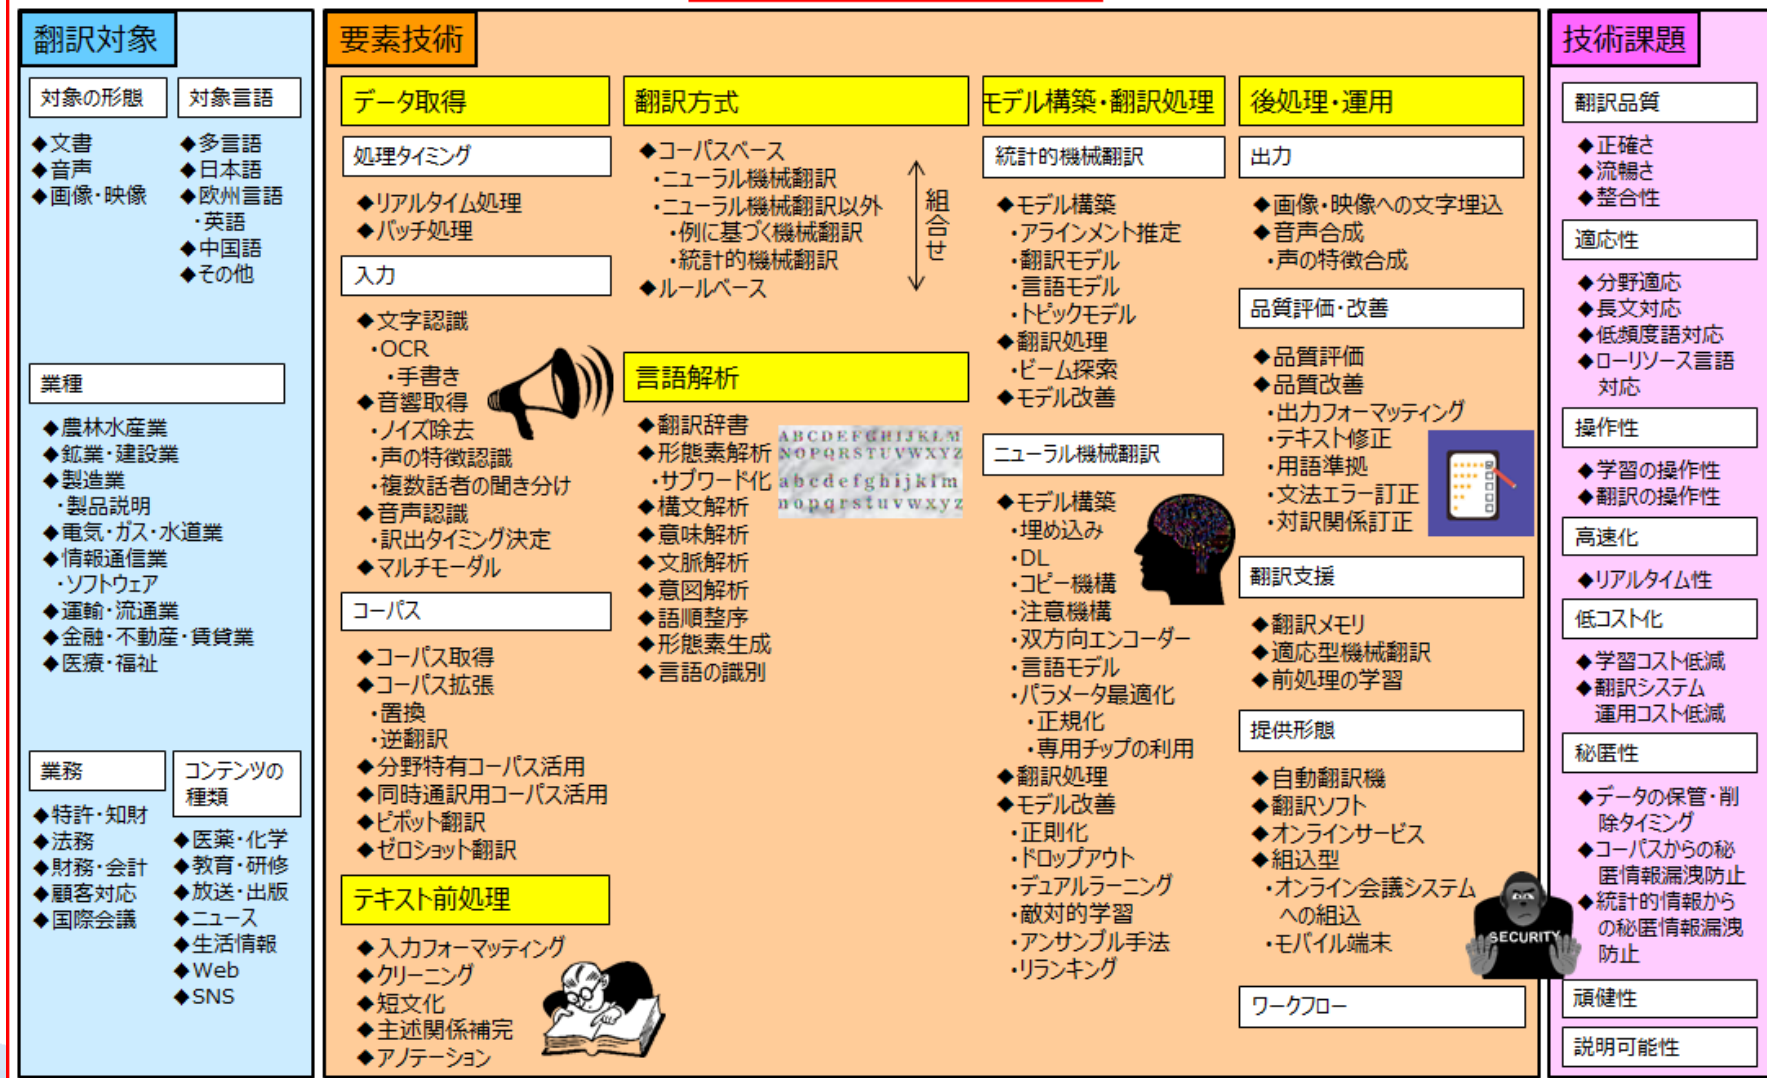 翻訳対象
対象の形態
◆文書
◆音声
◆画像・映像
対象言語
◆多言語
◆日本語
◆欧州言語
・英語
◆中国語
◆その他
業種
◆農林水産業
◆鉱業・建設業
◆製造業
・製品説明
◆電気・ガス・水道業
◆情報通信業
・ソフトウェア
◆運輸・流通業
◆金融・不動産・賃貸業
◆医療・福祉
業務
◆特許・知財
◆法務
◆財務・会計
◆顧客対応
◆国際会議
コンテンツの
種類
◆医薬・化学
◆教育・研修
◆放送・出版
◆ニュース
◆生活情報
◆Web
◆SNS
要素技術
データ取得
処理タイミング
◆リアルタイム処理
◆バッチ処理
入力
◆文字認識
・OCR
・手書き
◆音響取得
・ノイズ除去
・声の特徴認識
・複数話者の聞き分け
◆音声認識
・訳出タイミング決定
◆マルチモーダル
コーパス
◆コーパス取得
◆コーパス拡張
・置換
・逆翻訳
◆分野特有コーパス活用
◆同時通訳用コーパス活用
◆ピボット翻訳
◆ゼロショット翻訳
テキスト前処理
◆入力フォーマッティング
◆クリーニング
◆短文化
◆主述関係補完
◆アノテーション
翻訳方式
◆コーパスベース
・ニューラル機械翻訳
・ニューラル機械翻訳以外
・例に基づく機械翻訳
・統計的機械翻訳
◆ルールベース
組合せ
言語解析
◆翻訳辞書
◆形態素解析
・サブワード化
◆構文解析
◆意味解析
◆文脈解析
◆意図解析
◆語順整序
◆形態素生成
◆言語の識別
ABCDEFGHIJKLM
NOPQRSTUVWXYZ
abcdefghijklm
nopqrstuvwxyz
モデル構築・翻訳処理
統計的機械翻訳
◆モデル構築
・アラインメント推定
・翻訳モデル
・言語モデル
・トピックモデル
◆翻訳処理
・ビーム探索
◆モデル改善
ニューラル機械翻訳
◆モデル構築
・埋め込み
・DL
・コピー機構
・注意機構
・双方向エンコーダー
・言語モデル
・パラメータ最適化
・正規化
・専用チップの利用
◆翻訳処理
◆モデル改善
・正則化
・ドロップアウト
・デュアルラーニング
・敵対的学習
・アンサンブル手法
・リランキング
後処理・運用
出力
◆画像・映像への文字埋込
◆音声合成
・声の特徴合成
品質評価・改善
◆品質評価
◆品質改善
・出力フォーマッティング
・テキスト修正
・用語準拠
・文法エラー訂正
・対訳関係訂正
翻訳支援
◆翻訳メモリ
◆適応型機械翻訳
◆前処理の学習
提供形態
◆自動翻訳機
◆翻訳ソフト
◆オンラインサービス
◆組込型
・オンライン会議システム
への組込
・モバイル端末
SECURITY
ワークフロー
技術課題
翻訳品質
◆正確さ
◆流暢さ
◆整合性
適応性
◆分野適応
◆長文対応
◆低頻度語対応
◆ローリソース言語
対応
操作性
◆学習の操作性
◆翻訳の操作性
高速化
◆リアルタイム性
低コスト化
◆学習コスト低減
◆翻訳システム
運用コスト低減
秘匿性
◆データの保管・削
除タイミング
◆コーパスからの秘
匿情報漏洩防止
◆統計的情報から
の秘匿情報漏洩
防止
頑健性
説明可能性